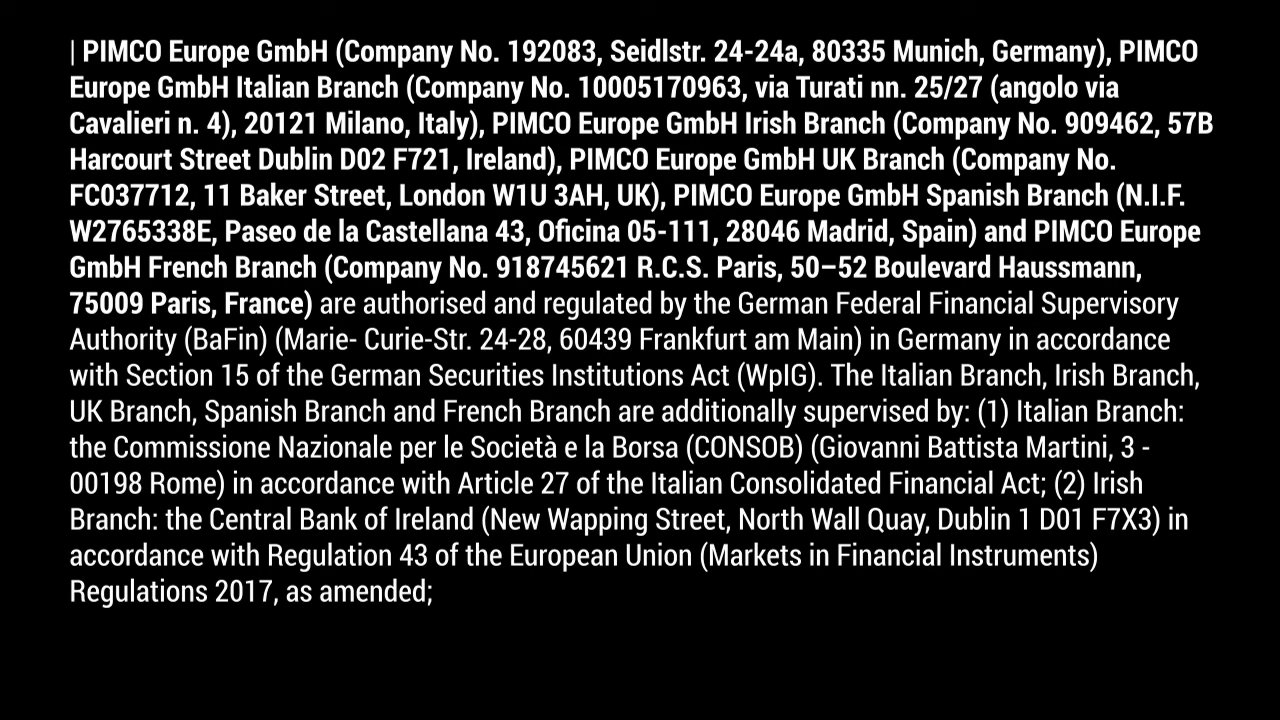 | PIMCO Europe GmbH (Company No. 192083, Seidlstr. 24-24a, 80335 Munich, Germany), PIMCO
Europe GmbH Italian Branch (Company No. 10005170963, via Turati nn. 25/27 (angolo via
Cavalieri n. 4), 20121 Milano, Italy), PIMCO Europe GmbH Irish Branch (Company No. 909462, 57B
Harcourt Street Dublin D02 F721, Ireland), PIMCO Europe GmbH UK Branch (Company No.
FC037712, 11 Baker Street, London W1U 3AH, UK), PIMCO Europe GmbH Spanish Branch (N.I.F.
W2765338E, Paseo de la Castellana 43, Oficina 05-111, 28046 Madrid, Spain) and PIMCO Europe
GmbH French Branch (Company No. 918745621 R.C.S. Paris, 50–52 Boulevard Haussmann,
75009 Paris, France) are authorised and regulated by the German Federal Financial Supervisory
Authority (BaFin) (Marie- Curie-Str. 24-28, 60439 Frankfurt am Main) in Germany in accordance
with Section 15 of the German Securities Institutions Act (WpIG). The Italian Branch, Irish Branch,
UK Branch, Spanish Branch and French Branch are additionally supervised by: (1) Italian Branch:
the Commissione Nazionale per le Società e la Borsa (CONSOB) (Giovanni Battista Martini, 3 -
00198 Rome) in accordance with Article 27 of the Italian Consolidated Financial Act; (2) Irish
Branch: the Central Bank of Ireland (New Wapping Street, North Wall Quay, Dublin 1 D01 F7X3) in
accordance with Regulation 43 of the European Union (Markets in Financial Instruments)
Regulations 2017, as amended;